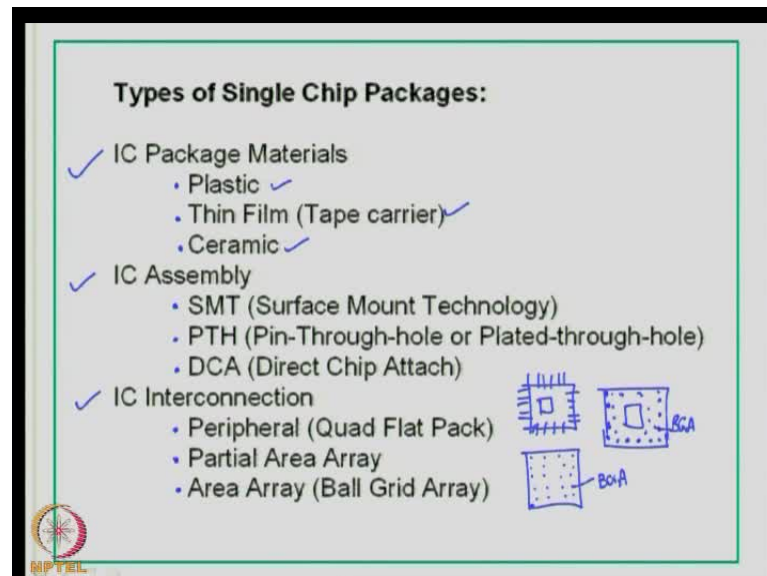 Types of Single Chip Packages:
IC Package Materials
• Plastic
• Thin Film (Tape carrier)
• Ceramic
IC Assembly
• SMT (Surface Mount Technology)
• PTH (Pin-Through-hole or Plated-through-hole)
• DCA (Direct Chip Attach)
IC Interconnection
• Peripheral (Quad Flat Pack)
• Partial Area Array
• Area Array (Ball Grid Array)
BGA
BGA
NPTEL